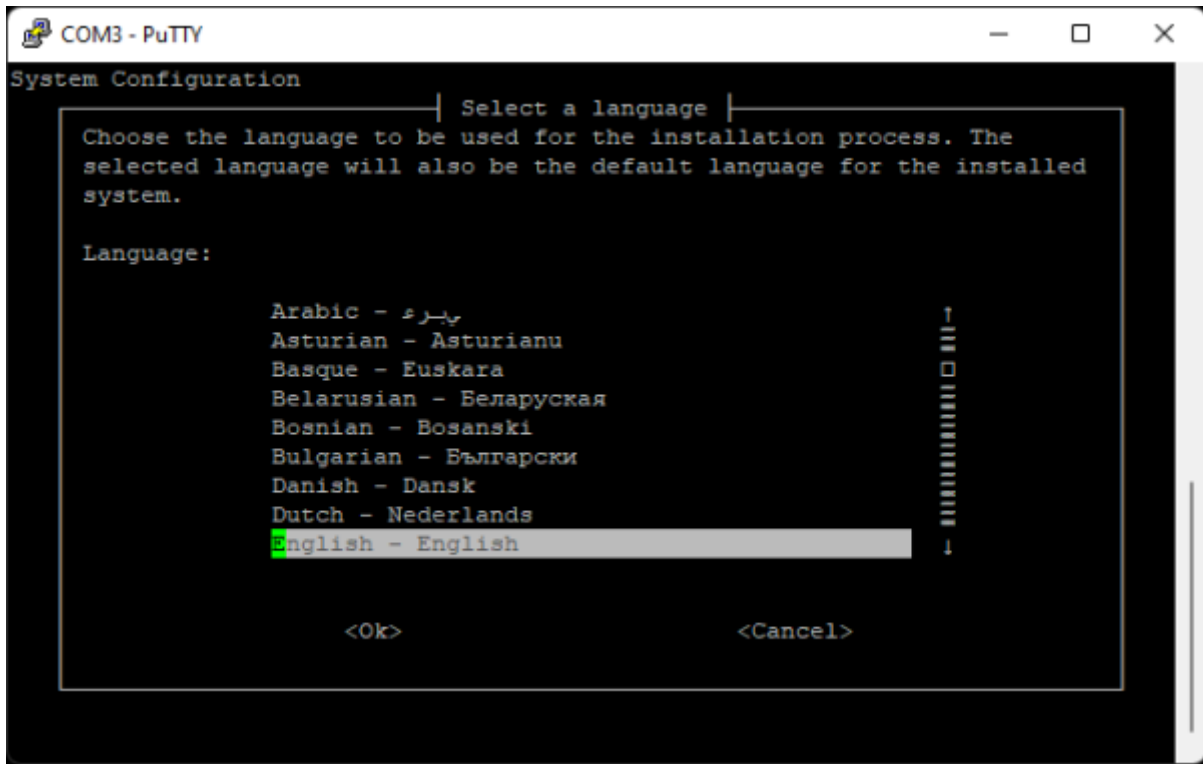 COM3 - PuTTY
System Configuration
Select a language
Choose the language to be used for the installation process. The
selected language will also be the default language for the installed
system.
Language:
Arabic - ﻲﺑﺮﻋ
Asturian - Asturianu
Basque - Euskara
Belarusian - Беларуская
Bosnian - Bosanski
Bulgarian - Български
Danish - Dansk
Dutch - Nederlands
English - English
<Ok> <Cancel>